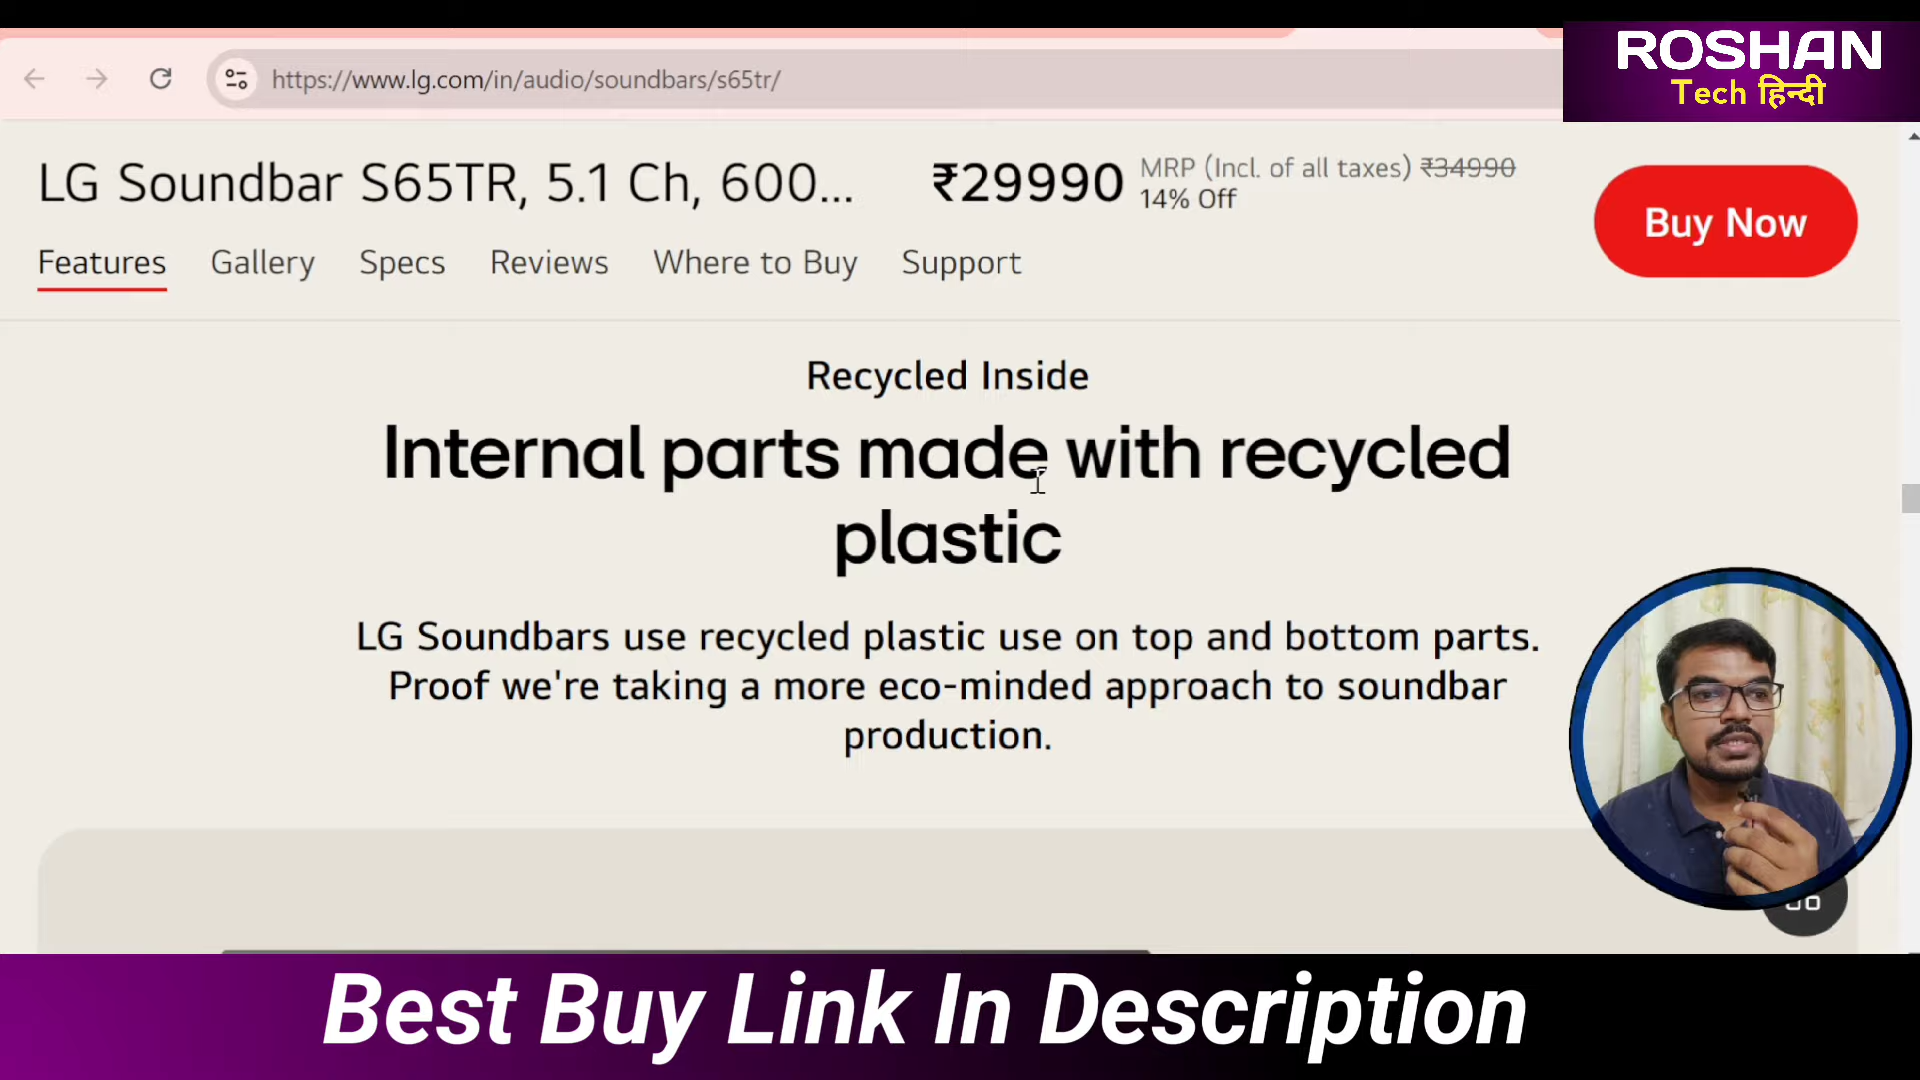 ROSHAN
Tech हिन्दी
https://www.lg.com/in/audio/soundbars/s65tr/
LG Soundbar S65TR, 5.1 Ch, 600...
₹29990
MRP (Incl. of all taxes) ₹34990
14% Off
Buy Now
Features Gallery Specs Reviews Where to Buy Support
Recycled Inside
Internal parts made with recycled
plastic
LG Soundbars use recycled plastic use on top and bottom parts.
Proof we're taking a more eco-minded approach to soundbar
production.
Best Buy Link In Description